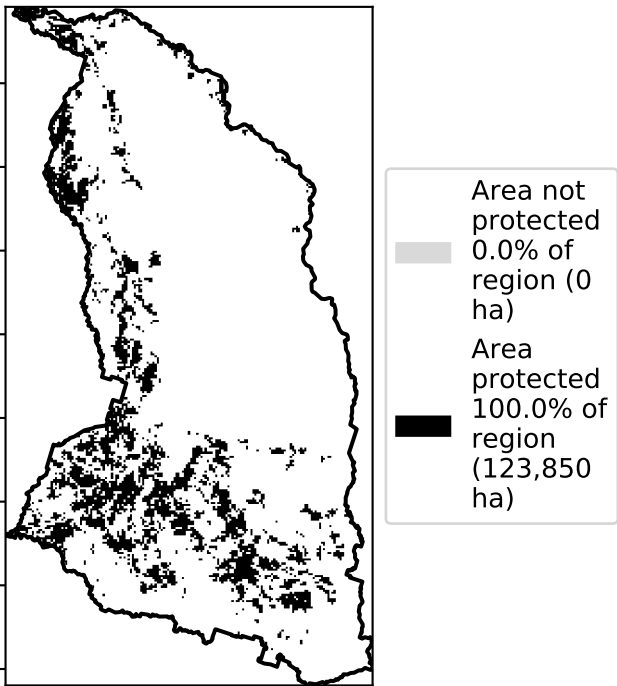 Area not
protected
0.0% of
region (0
ha)
Area
protected
100.0% of
region
(123,850
ha)